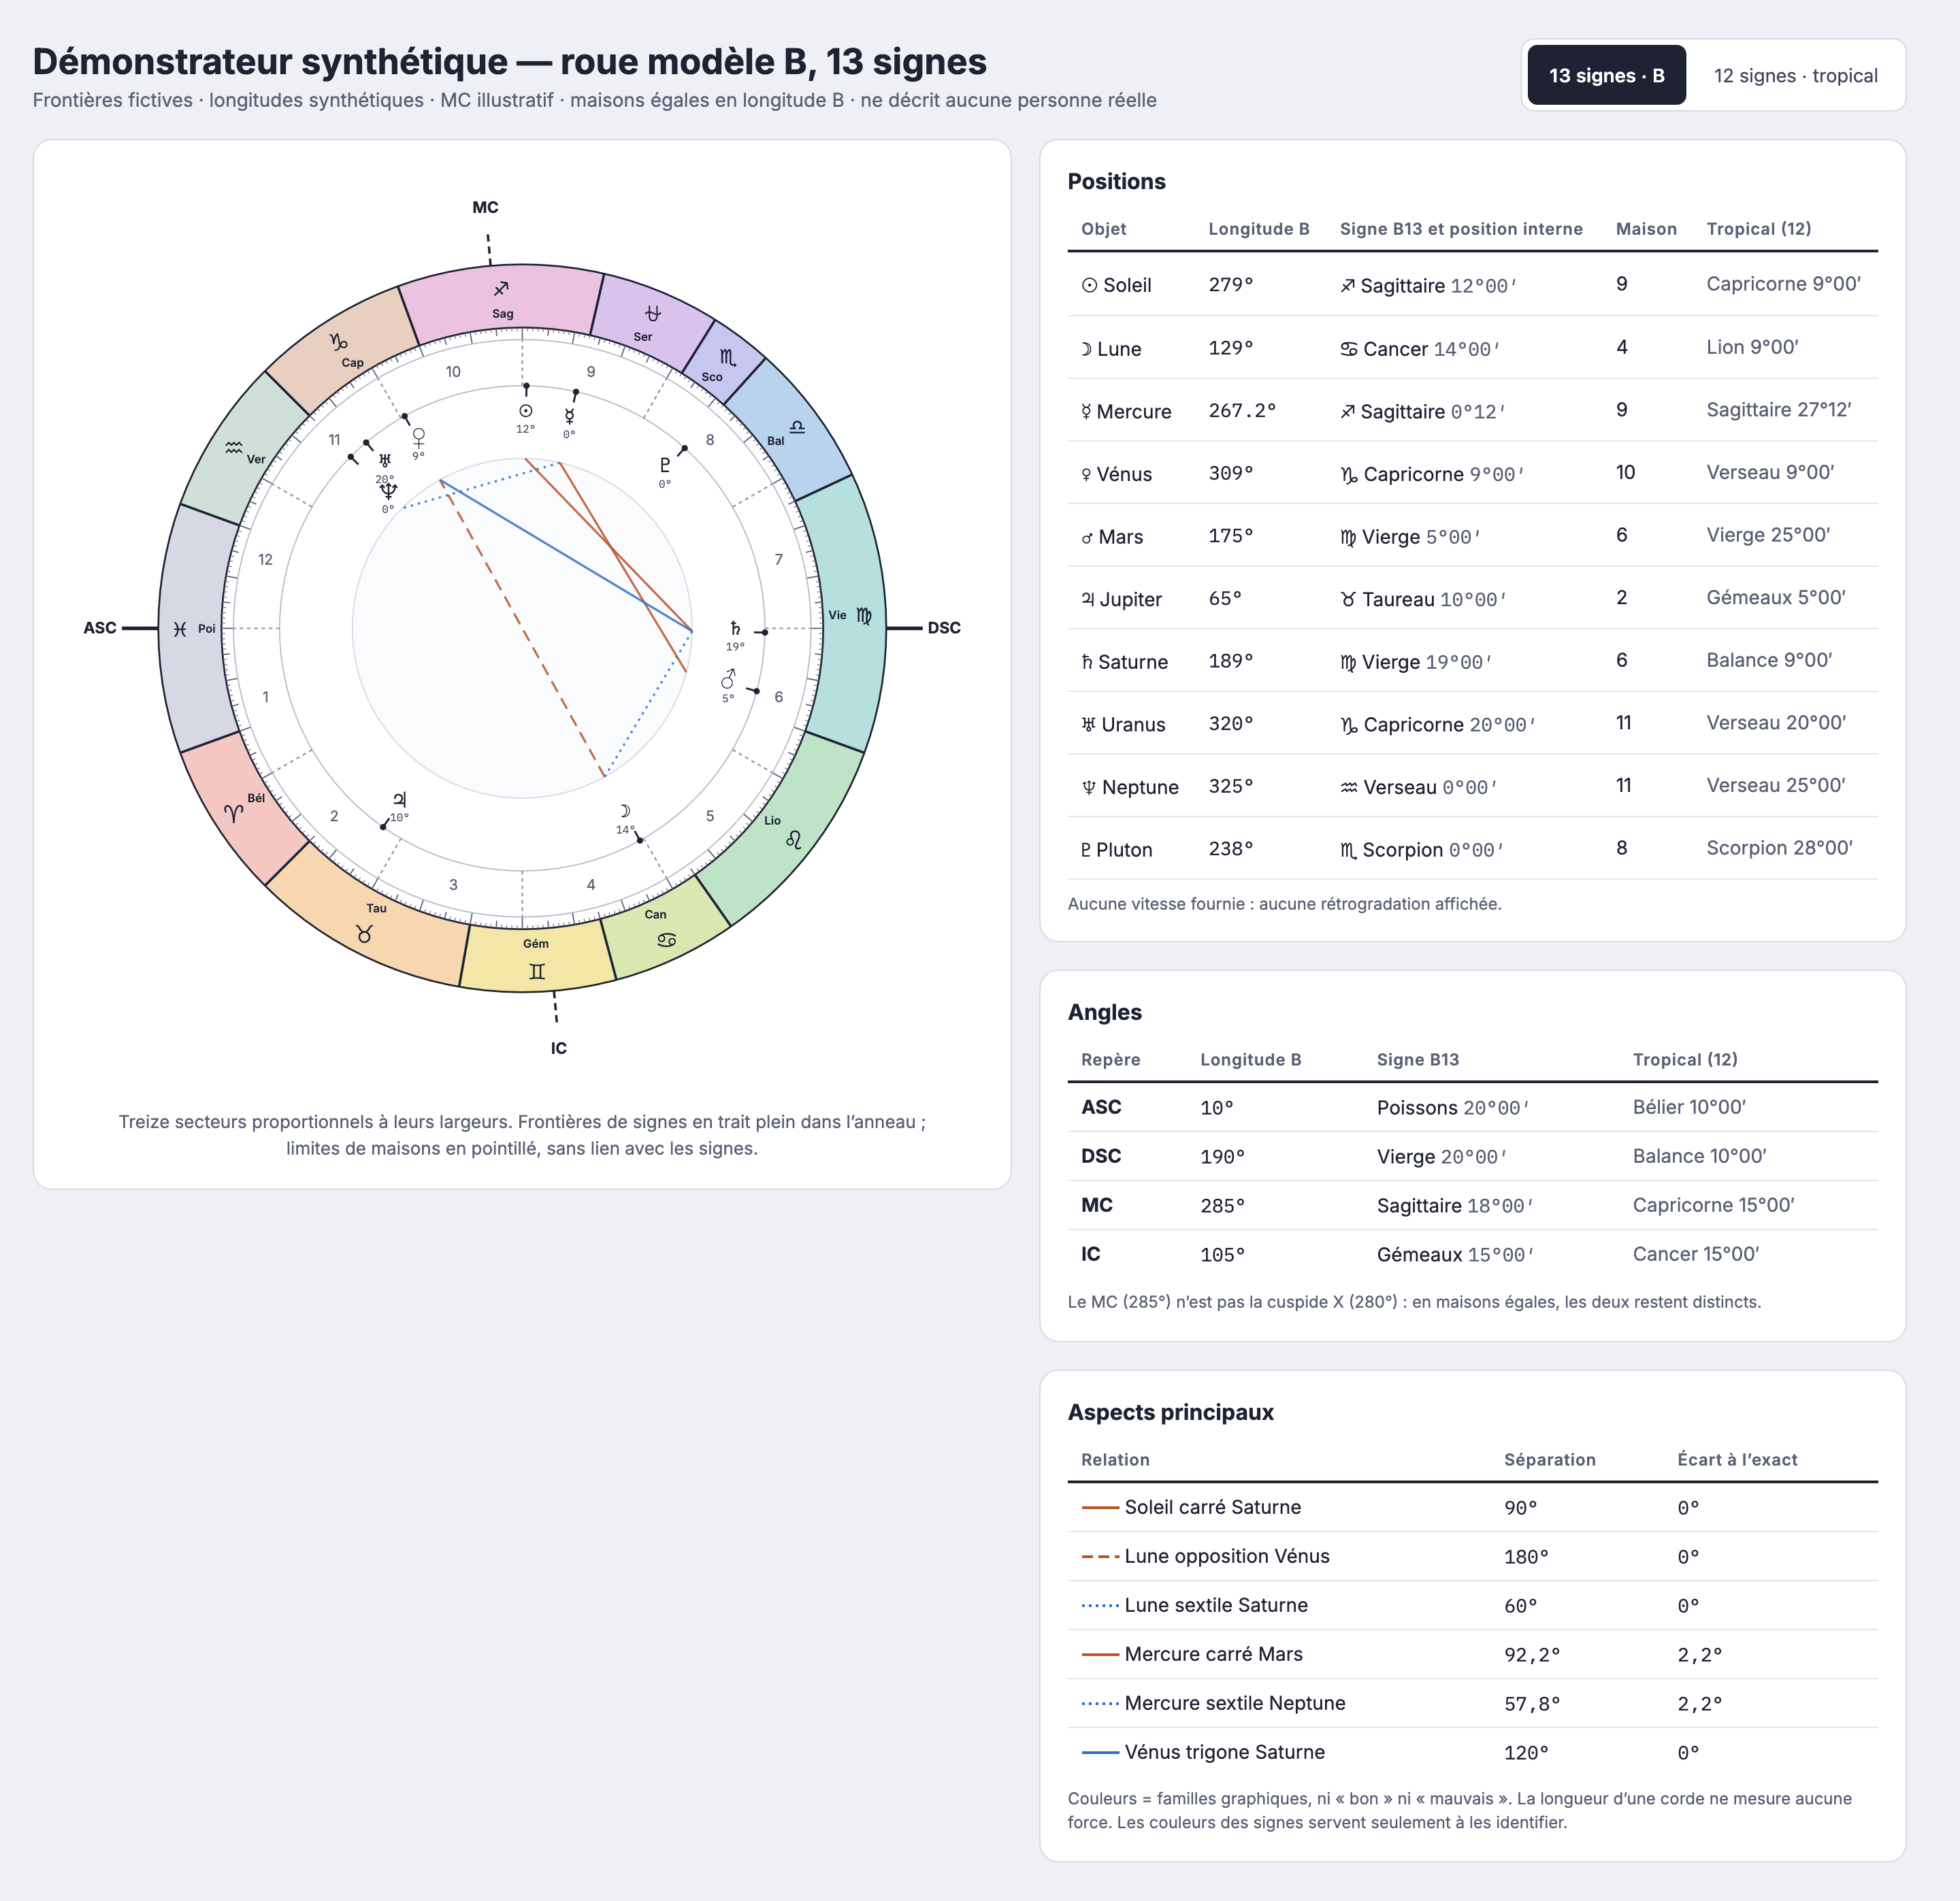 Démonstrateur synthétique — roue modèle B, 13 signes
Frontières fictives · longitudes synthétiques · MC illustratif · maisons égales en longitude B · ne décrit aucune personne réelle
13 signes · B
12 signes · tropical
MC
♐
Sag
⛎
Ser
♏
Sco
♎
Bal
♑
Cap
♒
Ver
10
9
11
8
☉
12°
☿
0°
♀
9°
♅
20°
♆
0°
♇
0°
12
7
ASC
♓ Poi
Vie ♍
DSC
♄
19°
♂
5°
1
6
Bél
♈
2
♃
10°
☽
14°
5
Lio
♌
3
4
Tau
♉
Gém
♊
Can
♋
IC
Treize secteurs proportionnels à leurs largeurs. Frontières de signes en trait plein dans l’anneau ;
limites de maisons en pointillé, sans lien avec les signes.
Positions
Objet Longitude B Signe B13 et position interne Maison Tropical (12)
☉ Soleil 279° ♐ Sagittaire 12°00′ 9 Capricorne 9°00′
☽ Lune 129° ♋ Cancer 14°00′ 4 Lion 9°00′
☿ Mercure 267.2° ♐ Sagittaire 0°12′ 9 Sagittaire 27°12′
♀ Vénus 309° ♑ Capricorne 9°00′ 10 Verseau 9°00′
♂ Mars 175° ♍ Vierge 5°00′ 6 Vierge 25°00′
♃ Jupiter 65° ♉ Taureau 10°00′ 2 Gémeaux 5°00′
♄ Saturne 189° ♍ Vierge 19°00′ 6 Balance 9°00′
♅ Uranus 320° ♑ Capricorne 20°00′ 11 Verseau 20°00′
♆ Neptune 325° ♒ Verseau 0°00′ 11 Verseau 25°00′
♇ Pluton 238° ♏ Scorpion 0°00′ 8 Scorpion 28°00′
Aucune vitesse fournie : aucune rétrogradation affichée.
Angles
Repère Longitude B Signe B13 Tropical (12)
ASC 10° Poissons 20°00′ Bélier 10°00′
DSC 190° Vierge 20°00′ Balance 10°00′
MC 285° Sagittaire 18°00′ Capricorne 15°00′
IC 105° Gémeaux 15°00′ Cancer 15°00′
Le MC (285°) n’est pas la cuspide X (280°) : en maisons égales, les deux restent distincts.
Aspects principaux
Relation Séparation Écart à l’exact
Soleil carré Saturne 90° 0°
Lune opposition Vénus 180° 0°
Lune sextile Saturne 60° 0°
Mercure carré Mars 92,2° 2,2°
Mercure sextile Neptune 57,8° 2,2°
Vénus trigone Saturne 120° 0°
Couleurs = familles graphiques, ni « bon » ni « mauvais ». La longueur d’une corde ne mesure aucune
force. Les couleurs des signes servent seulement à les identifier.